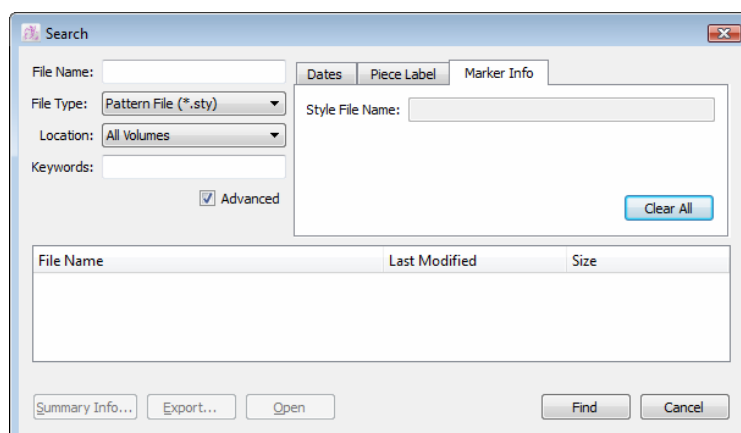 Search
File Name:
File Type: Pattern File (*.sty)
Location: All Volumes
Keywords:
Advanced
Dates Piece Label Marker Info
Style File Name:
Clear All
File Name Last Modified Size
Summary Info... Export... Open Find Cancel